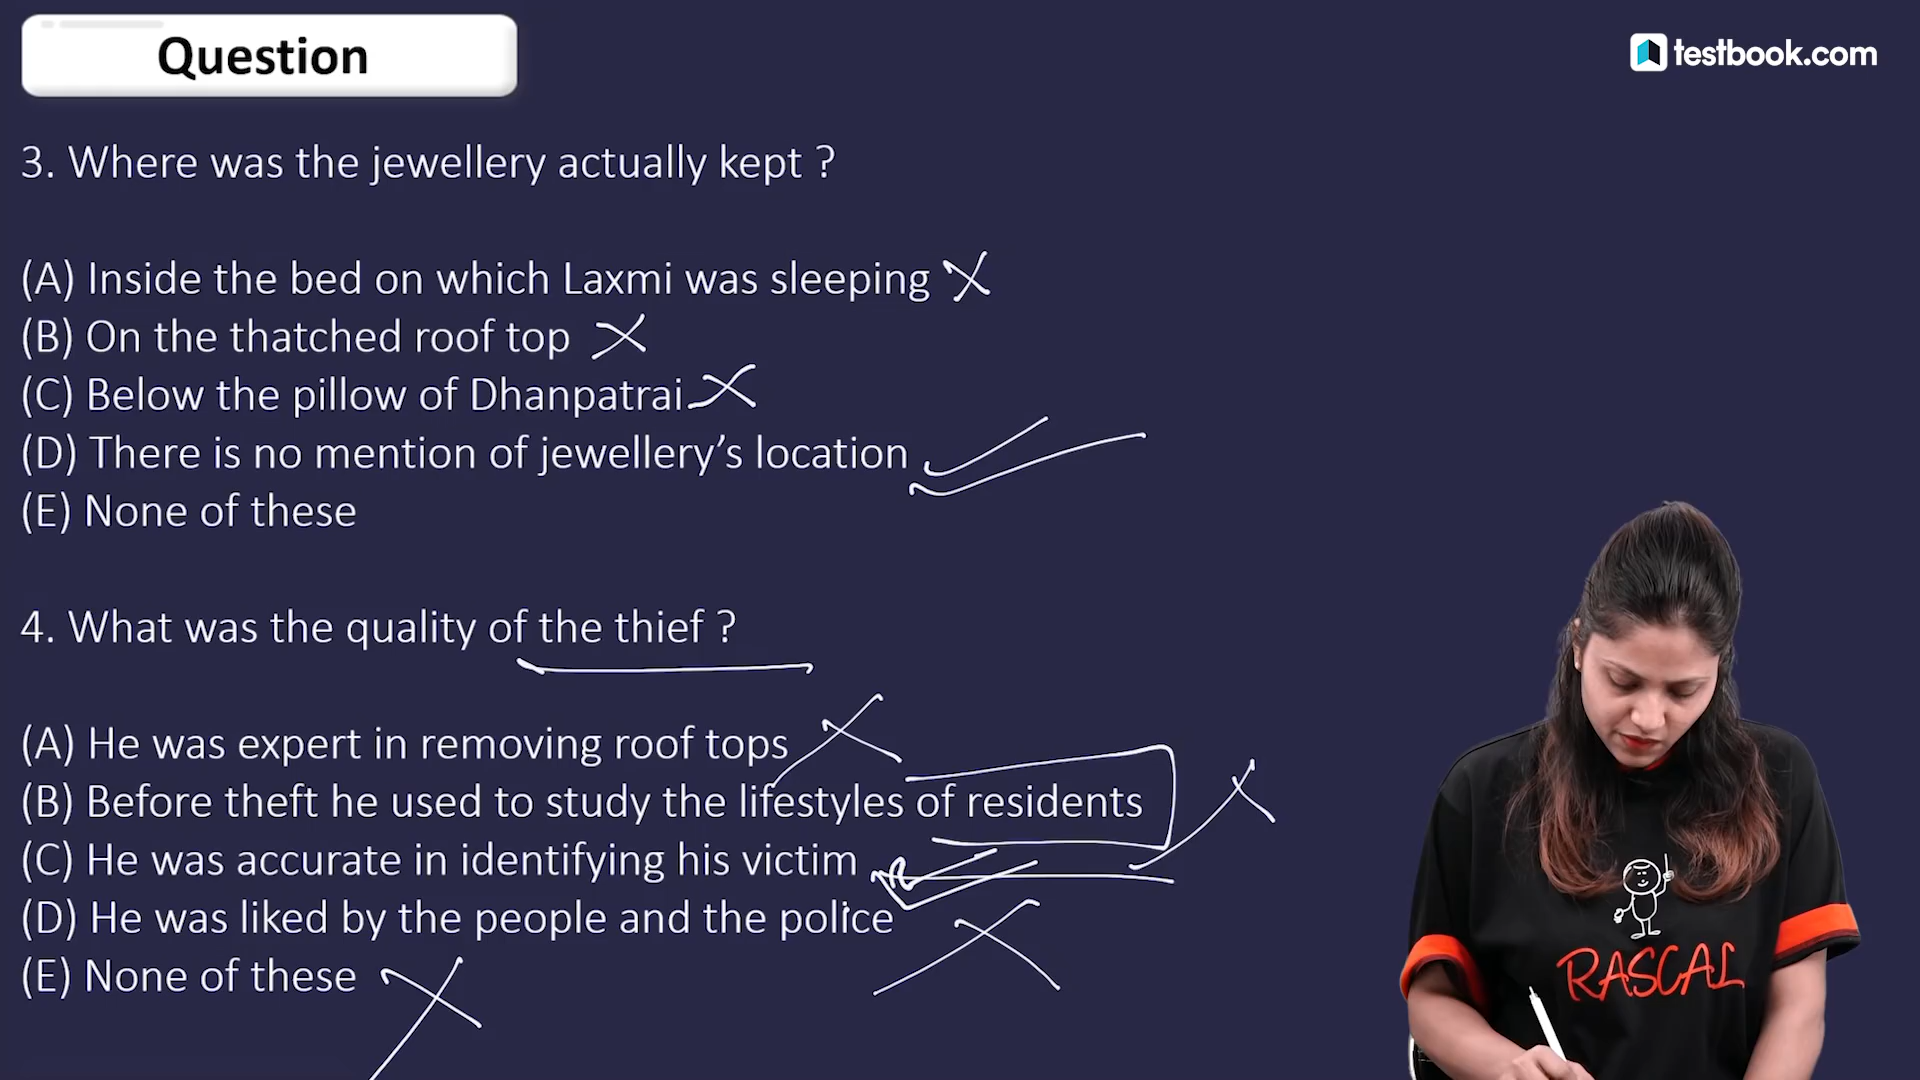 Question
testbook.com
3. Where was the jewellery actually kept ?
(A) Inside the bed on which Laxmi was sleeping
(B) On the thatched roof top
(C) Below the pillow of Dhanpatrai
(D) There is no mention of jewellery’s location
(E) None of these
4. What was the quality of the thief ?
(A) He was expert in removing roof tops
(B) Before theft he used to study the lifestyles of residents
(C) He was accurate in identifying his victim
(D) He was liked by the people and the police
(E) None of these
RASCAL